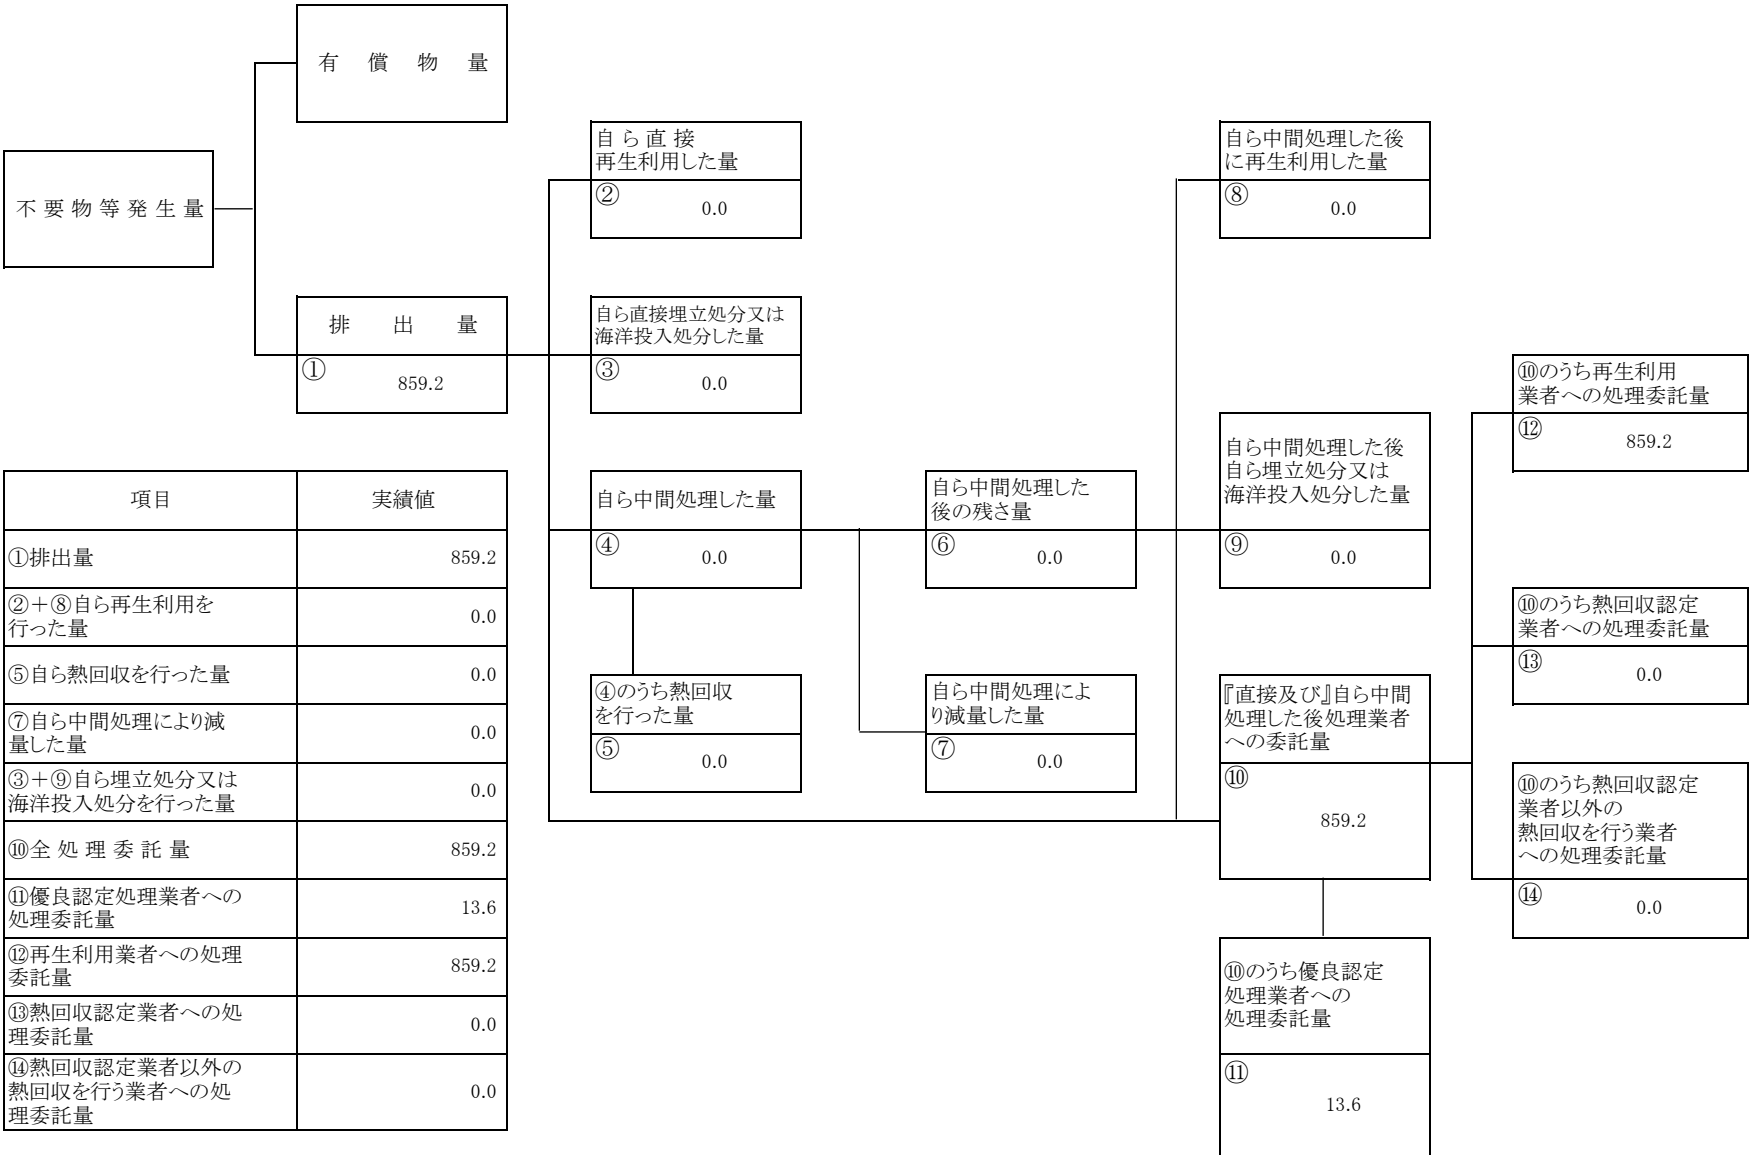 有償物量
不要物等発生量
排出量
①
859.2
自ら直接
再生利用した量
②
0.0
自ら直接埋立処分又は
海洋投入処分した量
③
0.0
自ら中間処理した量
④
0.0
④のうち熱回収
を行った量
⑤
0.0
自ら中間処理した
後の残さ量
⑥
0.0
自ら中間処理によ
り減量した量
⑦
0.0
自ら中間処理した後
に再生利用した量
⑧
0.0
自ら中間処理した後
自ら埋立処分又は
海洋投入処分した量
⑨
0.0
『直接及び』自ら中間
処理した後処理業者
への委託量
⑩
859.2
⑩のうち優良認定
処理業者への
処理委託量
⑪
13.6
⑩のうち再生利用
業者への処理委託量
⑫
859.2
⑩のうち熱回収認定
業者への処理委託量
⑬
0.0
⑩のうち熱回収認定
業者以外の
熱回収を行う業者
への処理委託量
⑭
0.0
項目 実績値
①排出量 859.2
②＋⑧自ら再生利用を
行った量 0.0
⑤自ら熱回収を行った量 0.0
⑦自ら中間処理により減
量した量 0.0
③＋⑨自ら埋立処分又は
海洋投入処分を行った量 0.0
⑩全処理委託量 859.2
⑪優良認定処理業者への
処理委託量 13.6
⑫再生利用業者への処理
委託量 859.2
⑬熱回収認定業者への処
理委託量 0.0
⑭熱回収認定業者以外の
熱回収を行う業者への処
理委託量 0.0